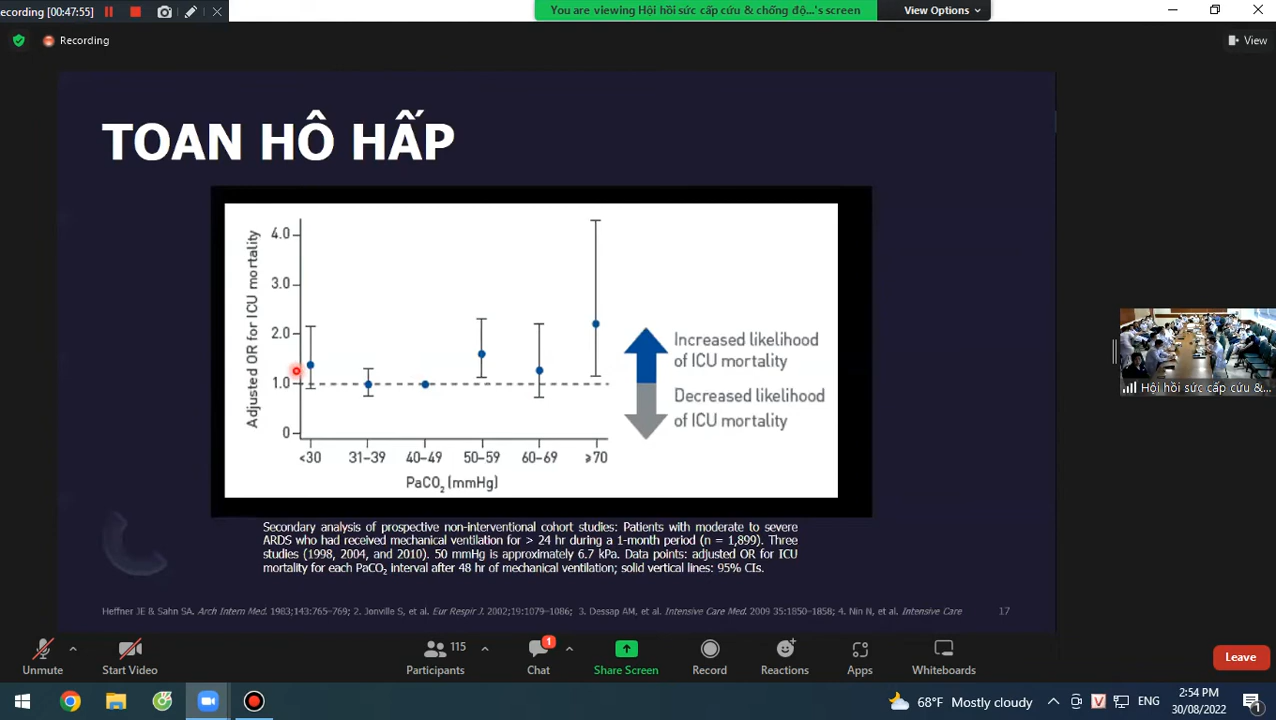 ecording [00:47:55]
You are viewing Hội hồi sức cấp cứu & chống độ...'s screen
View Options
Recording
View
TOAN HÔ HẤP
Adjusted OR for ICU mortality
4.0
3.0
2.0
1.0
0
<30
31–39
40–49
50–59
60–69
⩾70
PaCO2 (mmHg)
Increased likelihood
of ICU mortality
Decreased likelihood
of ICU mortality
Secondary analysis of prospective non-interventional cohort studies: Patients with moderate to severe
ARDS who had received mechanical ventilation for > 24 hr during a 1-month period (n = 1,899). Three
studies (1998, 2004, and 2010). 50 mmHg is approximately 6.7 kPa. Data points: adjusted OR for ICU
mortality for each PaCO2 interval after 48 hr of mechanical ventilation; solid vertical lines: 95% CIs.
Heffner JE & Sahn SA. Arch Intern Med. 1983;143:765–769; 2. Jonville S, et al. Eur Respir J. 2002;19:1079–1086; 3. Dessap AM, et al. Intensive Care Med. 2009 35:1850–1858; 4. Nin N, et al. Intensive Care
17
Hội hồi sức cấp cứu &...
Unmute
Start Video
Participants
115
Chat
1
Share Screen
Record
Reactions
Apps
Whiteboards
Leave
68°F Mostly cloudy
V
ENG
2:54 PM
30/08/2022
1